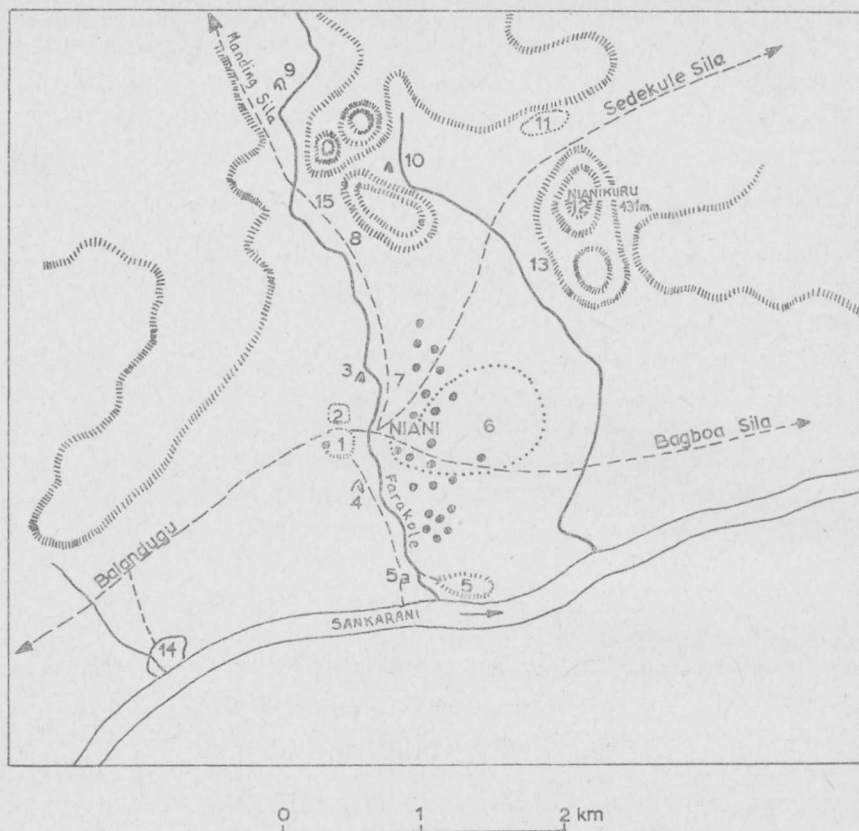 Manding Sila
9
Sedekule Sila
11
10
NIANIKURU
12 431m.
15
8
13
3
7
2
NIANI
1
6
Bagboa Sila
4
Farakole
Balandugu
5a
5
SANKARANI
14
0 1 2 km